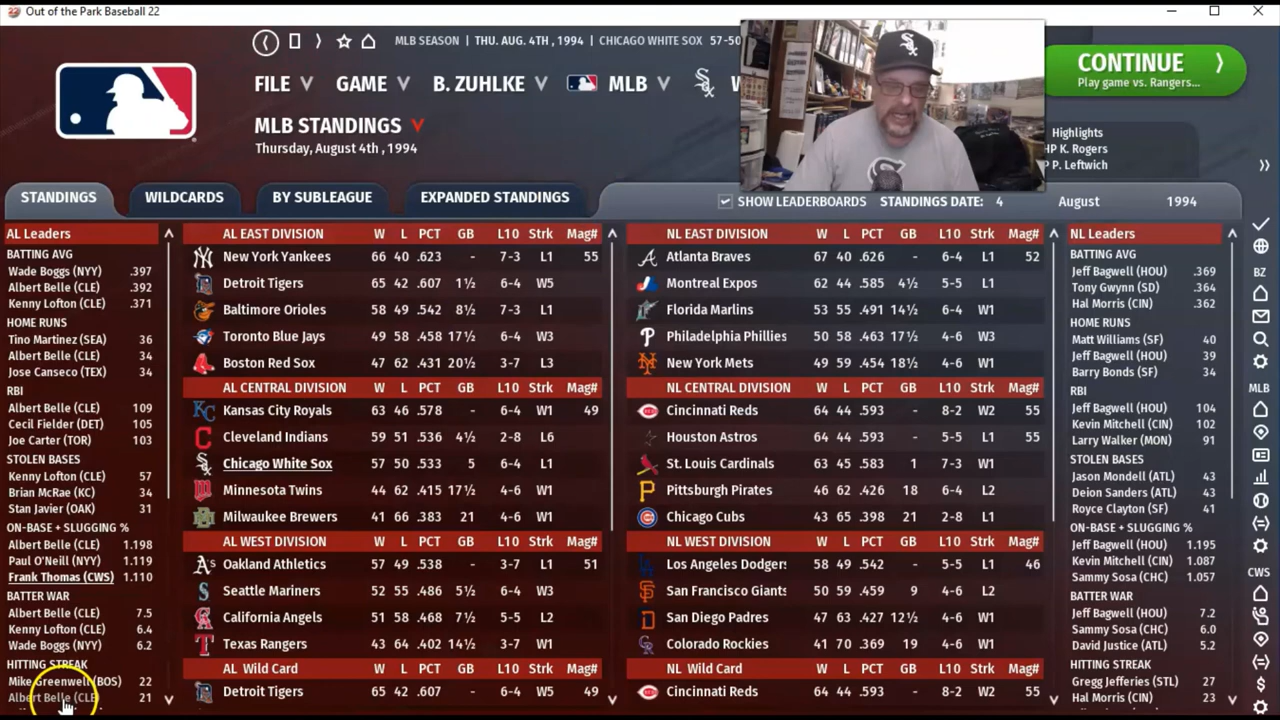 Out of the Park Baseball 22
MLB SEASON | THU. AUG. 4TH, 1994 | CHICAGO WHITE SOX 57-50
FILE GAME B. ZUHLKE MLB W
CONTINUE
Play game vs. Rangers...
MLB STANDINGS
Thursday, August 4th, 1994
Highlights
HP K. Rogers
P P. Leftwich
STANDINGS WILDCARDS BY SUBLEAGUE EXPANDED STANDINGS
SHOW LEADERBOARDS STANDINGS DATE: 4 August 1994
AL Leaders
BATTING AVG
Wade Boggs (NYY) .397
Albert Belle (CLE) .392
Kenny Lofton (CLE) .371
HOME RUNS
Tino Martinez (SEA) 36
Albert Belle (CLE) 34
Jose Canseco (TEX) 34
RBI
Albert Belle (CLE) 109
Cecil Fielder (DET) 105
Joe Carter (TOR) 103
STOLEN BASES
Kenny Lofton (CLE) 57
Brian McRae (KC) 34
Stan Javier (OAK) 31
ON-BASE + SLUGGING %
Albert Belle (CLE) 1.198
Paul O'Neill (NYY) 1.119
Frank Thomas (CWS) 1.110
BATTER WAR
Albert Belle (CLE) 7.5
Kenny Lofton (CLE) 6.4
Wade Boggs (NYY) 6.2
HITTING STREAK
Mike Greenwell (BOS) 22
Albert Belle (CLE) 21
AL EAST DIVISION W L PCT GB L10 Strk Mag#
New York Yankees 66 40 .623 - 7-3 L1 55
Detroit Tigers 65 42 .607 1½ 6-4 W5
Baltimore Orioles 58 49 .542 8½ 7-3 L1
Toronto Blue Jays 49 58 .458 17½ 4-6 W3
Boston Red Sox 47 62 .431 20½ 3-7 L3
AL CENTRAL DIVISION W L PCT GB L10 Strk Mag#
Kansas City Royals 63 46 .578 - 6-4 W1 49
Cleveland Indians 59 51 .536 4½ 2-8 L6
Chicago White Sox 57 50 .533 5 6-4 L1
Minnesota Twins 44 62 .415 17½ 4-6 W1
Milwaukee Brewers 41 66 .383 21 4-6 W1
AL WEST DIVISION W L PCT GB L10 Strk Mag#
Oakland Athletics 57 49 .538 - 3-7 L1 51
Seattle Mariners 52 55 .486 5½ 6-4 W3
California Angels 51 58 .468 7½ 5-5 L2
Texas Rangers 43 64 .402 14½ 3-7 W1
AL Wild Card W L PCT GB L10 Strk Mag#
Detroit Tigers 65 42 .607 - 6-4 W5 49
NL EAST DIVISION W L PCT GB L10 Strk Mag#
Atlanta Braves 67 40 .626 - 6-4 L1 52
Montreal Expos 62 44 .585 4½ 5-5 L1
Florida Marlins 53 55 .491 14½ 6-4 W1
Philadelphia Phillies 50 58 .463 17½ 4-6 W3
New York Mets 49 59 .454 18½ 4-6 W1
NL CENTRAL DIVISION W L PCT GB L10 Strk Mag#
Cincinnati Reds 64 44 .593 - 8-2 W2 55
Houston Astros 64 44 .593 - 5-5 L1 55
St. Louis Cardinals 63 45 .583 1 7-3 W1
Pittsburgh Pirates 46 62 .426 18 6-4 L2
Chicago Cubs 43 65 .398 21 2-8 L1
NL WEST DIVISION W L PCT GB L10 Strk Mag#
Los Angeles Dodgers 58 49 .542 - 5-5 L1 46
San Francisco Giants 50 59 .459 9 4-6 L2
San Diego Padres 47 63 .427 12½ 4-6 W1
Colorado Rockies 41 70 .369 19 4-6 W1
NL Wild Card W L PCT GB L10 Strk Mag#
Cincinnati Reds 64 44 .593 - 8-2 W2 55
NL Leaders
BATTING AVG
Jeff Bagwell (HOU) .369
Tony Gwynn (SD) .364
Hal Morris (CIN) .362
HOME RUNS
Matt Williams (SF) 40
Jeff Bagwell (HOU) 39
Barry Bonds (SF) 34
RBI
Jeff Bagwell (HOU) 104
Kevin Mitchell (CIN) 102
Larry Walker (MON) 91
STOLEN BASES
Jason Mondell (ATL) 43
Deion Sanders (ATL) 43
Royce Clayton (SF) 41
ON-BASE + SLUGGING %
Jeff Bagwell (HOU) 1.195
Kevin Mitchell (CIN) 1.087
Sammy Sosa (CHC) 1.057
BATTER WAR
Jeff Bagwell (HOU) 7.2
Sammy Sosa (CHC) 6.0
David Justice (ATL) 5.2
HITTING STREAK
Gregg Jefferies (STL) 27
Hal Morris (CIN) 23
BZ
MLB
CWS